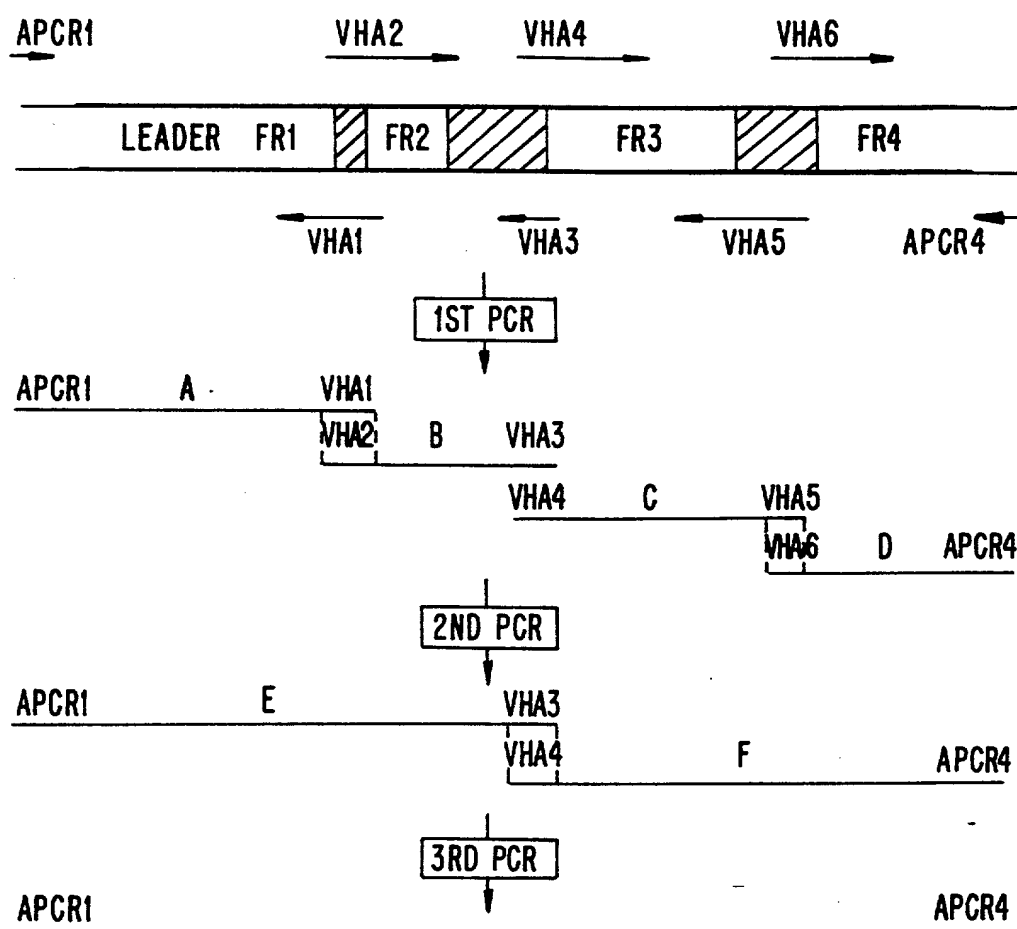 APCR1 VHA2 VHA4 VHA6
LEADER FR1 FR2 FR3 FR4
VHA1 VHA3 VHA5 APCR4
1ST PCR
APCR1 A VHA1
VHA2 B VHA3
VHA4 C VHA5
VHA6 D APCR4
2ND PCR
APCR1 E VHA3
VHA4 F APCR4
3RD PCR
APCR1 APCR4